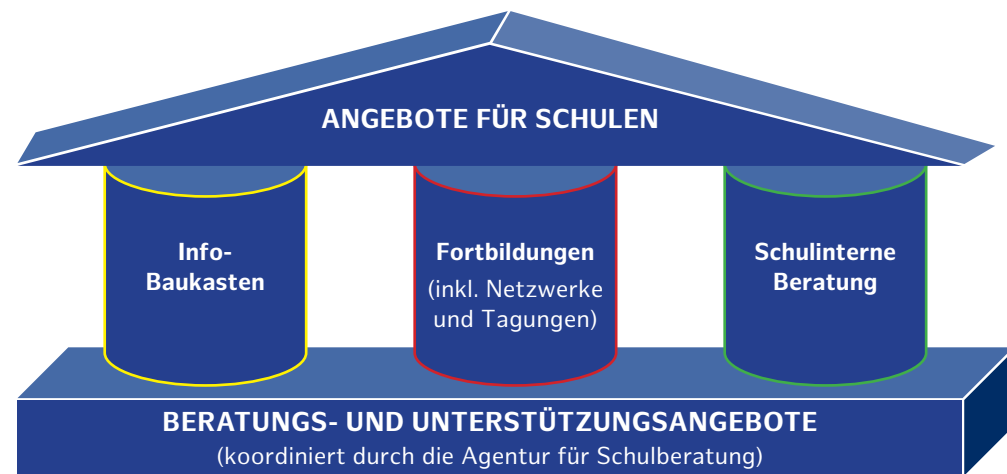 ANGEBOTE FÜR SCHULEN
Info-
Baukasten
Fortbildungen
(inkl. Netzwerke
und Tagungen)
Schulinterne
Beratung
BERATUNGS- UND UNTERSTÜTZUNGSANGEBOTE
(koordiniert durch die Agentur für Schulberatung)